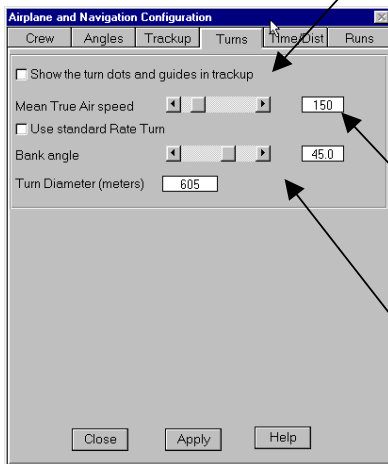 Airplane and Navigation Configuration
Crew Angles Trackup Turns Time/Dist Runs
Show the turn dots and guides in trackup
Mean True Air speed 150
Use standard Rate Turn
Bank angle 45.0
Turn Diameter (meters) 605
Close Apply Help